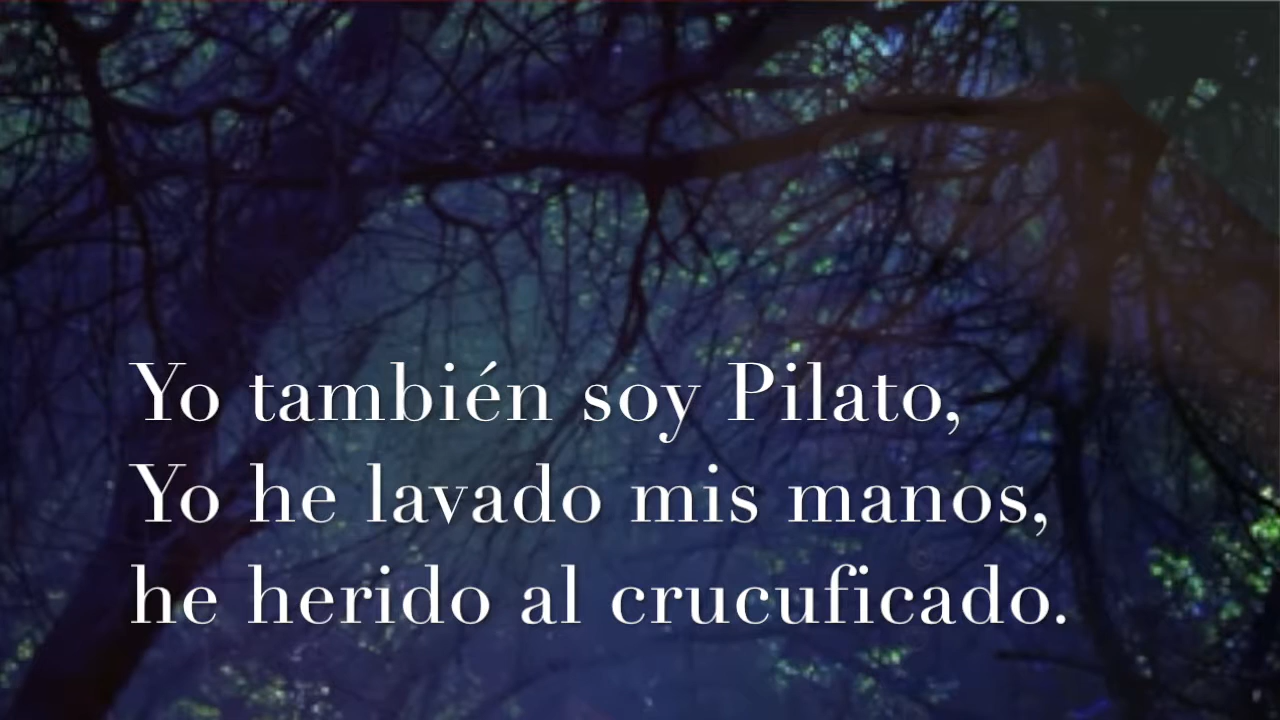 Yo también soy Pilato,
Yo he lavado mis manos,
he herido al crucuficado.